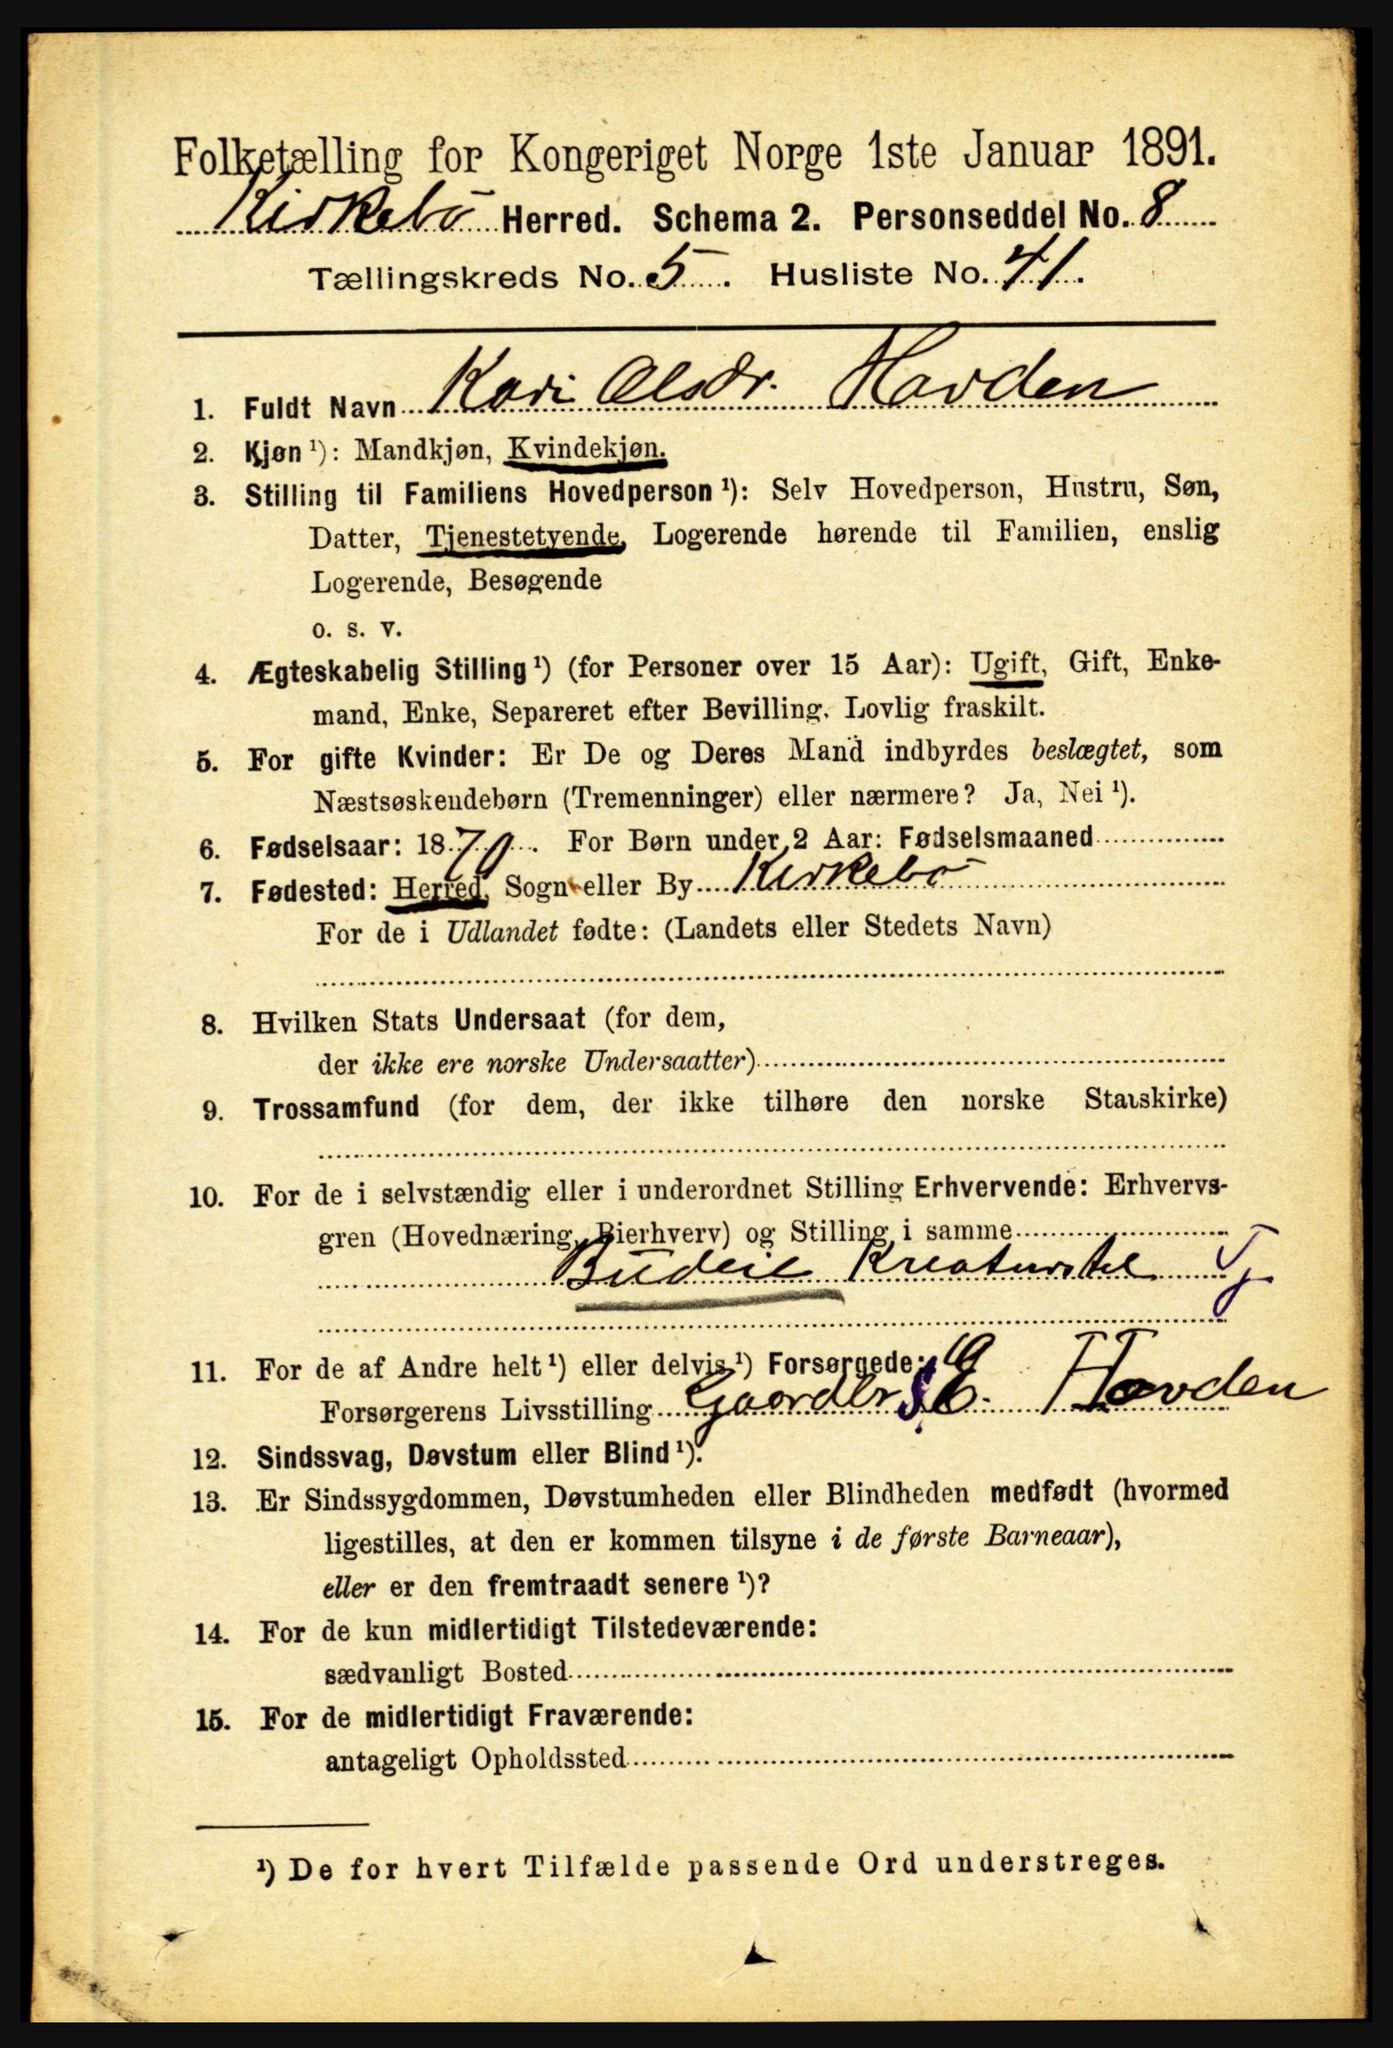 Folketælling for Kongeriget Norge 1ste Januar 1891.
Kirkebö Herred. Schema 2. Personseddel No. 8
Tællingskreds No. 5. Husliste No. 41.
1. Fuldt Navn Kari Olsdr. Hovden
2. Kjøn ¹): Mandkjøn, Kvindekjøn.
3. Stilling til Familiens Hovedperson ¹): Selv Hovedperson, Hustru, Søn,
Datter, Tjenestetyende, Logerende hørende til Familien, enslig
Logerende, Besøgende
o. s. v.
4. Ægteskabelig Stilling ¹) (for Personer over 15 Aar): Ugift, Gift, Enke-
mand, Enke, Separeret efter Bevilling, Lovlig fraskilt.
5. For gifte Kvinder: Er De og Deres Mand indbyrdes beslægtet, som
Næstsøskendebørn (Tremenninger) eller nærmere? Ja, Nei ¹).
6. Fødselsaar: 1870. For Børn under 2 Aar: Fødselsmaaned
7. Fødested: Herred, Sogn eller By Kirkebö
For de i Udlandet fødte: (Landets eller Stedets Navn)
8. Hvilken Stats Undersaat (for dem,
der ikke ere norske Undersaatter)
9. Trossamfund (for dem, der ikke tilhøre den norske Statskirke)
10. For de i selvstændig eller i underordnet Stilling Erhvervende: Erhvervs-
gren (Hovednæring, Bierhverv) og Stilling i samme
Budeie Kreaturstel Tj
11. For de af Andre helt ¹) eller delvis ¹) Forsørgede:
Forsørgerens Livsstilling Gaardbr S E. Hovden
12. Sindssvag, Døvstum eller Blind ¹).
13. Er Sindssygdommen, Døvstumheden eller Blindheden medfødt (hvormed
ligestilles, at den er kommen tilsyne i de første Barneaar),
eller er den fremtraadt senere ¹)?
14. For de kun midlertidigt Tilstedeværende:
sædvanligt Bosted
15. For de midlertidigt Fraværende:
antageligt Opholdssted
¹) De for hvert Tilfælde passende Ord understreges.